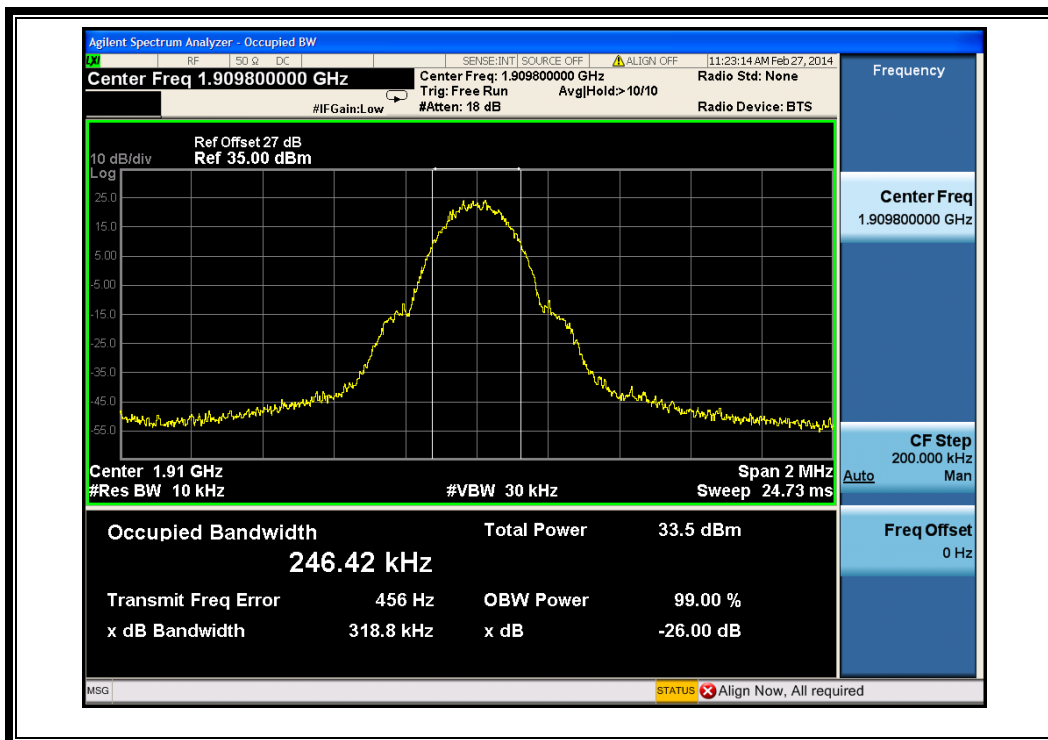 Agilent Spectrum Analyzer - Occupied BW
LXI RF 50 Ω DC SENSE:INT SOURCE OFF ALIGN OFF 11:23:14 AM Feb 27, 2014
Center Freq 1.909800000 GHz
Center Freq: 1.909800000 GHz
Radio Std: None
Trig: Free Run Avg|Hold:>10/10
#IFGain:Low
#Atten: 18 dB
Radio Device: BTS
Ref Offset 27 dB
10 dB/div Ref 35.00 dBm
Log
25.0
15.0
5.00
-5.00
-15.0
-25.0
-35.0
-45.0
-55.0
Center 1.91 GHz Span 2 MHz
#Res BW 10 kHz #VBW 30 kHz Sweep 24.73 ms
Occupied Bandwidth Total Power 33.5 dBm
246.42 kHz
Transmit Freq Error 456 Hz OBW Power 99.00 %
x dB Bandwidth 318.8 kHz x dB -26.00 dB
Frequency
Center Freq
1.909800000 GHz
CF Step
200.000 kHz
Auto Man
Freq Offset
0 Hz
MSG STATUS Align Now, All required